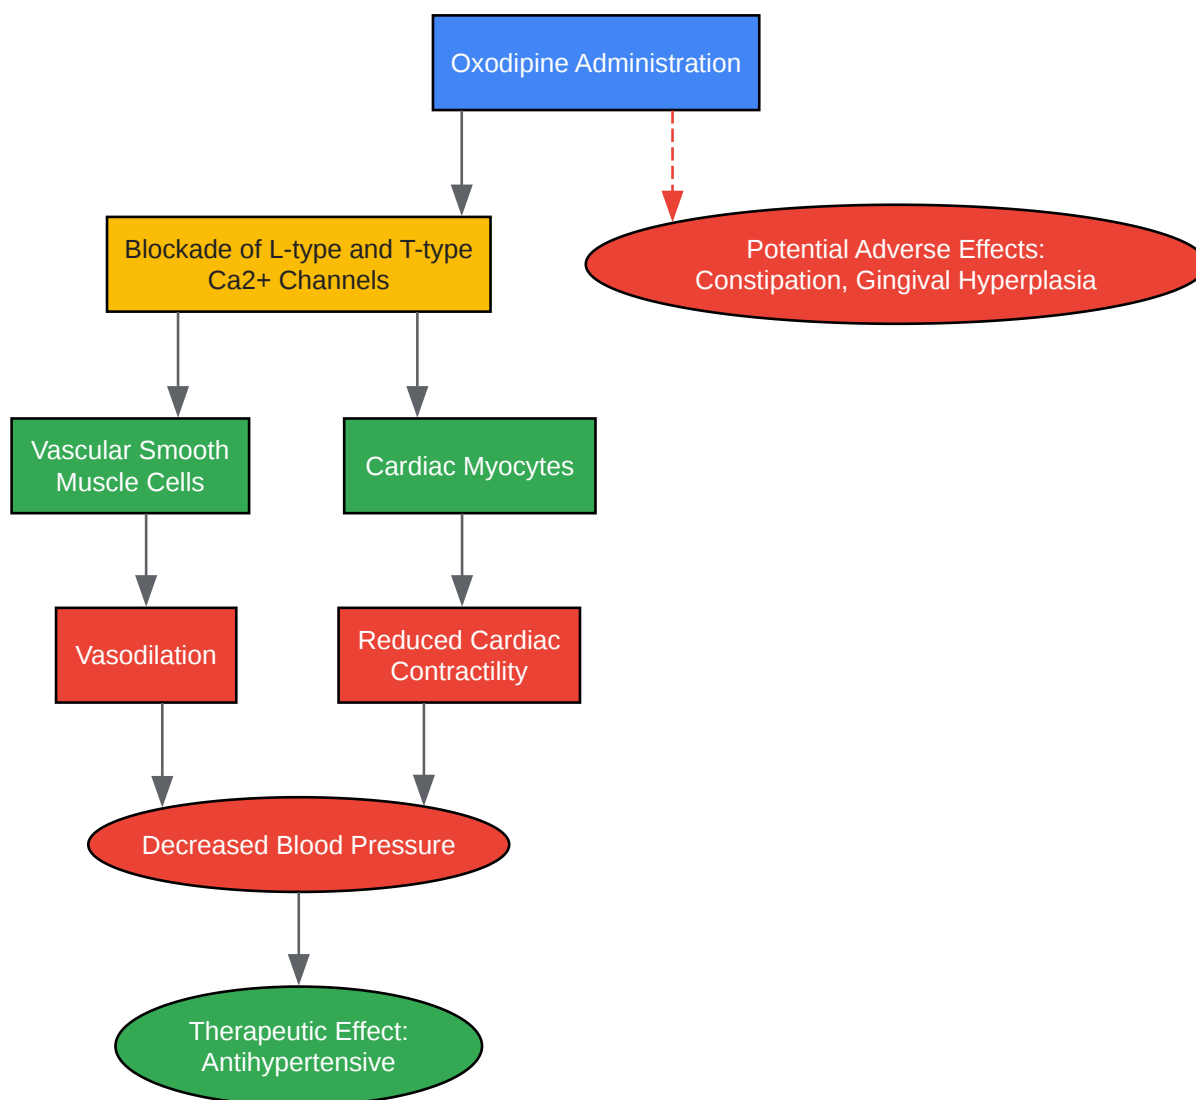 Oxodipine Administration
Blockade of L-type and T-type
Ca2+ Channels
Potential Adverse Effects:
Constipation, Gingival Hyperplasia
Vascular Smooth
Muscle Cells
Cardiac Myocytes
Vasodilation
Reduced Cardiac
Contractility
Decreased Blood Pressure
Therapeutic Effect:
Antihypertensive